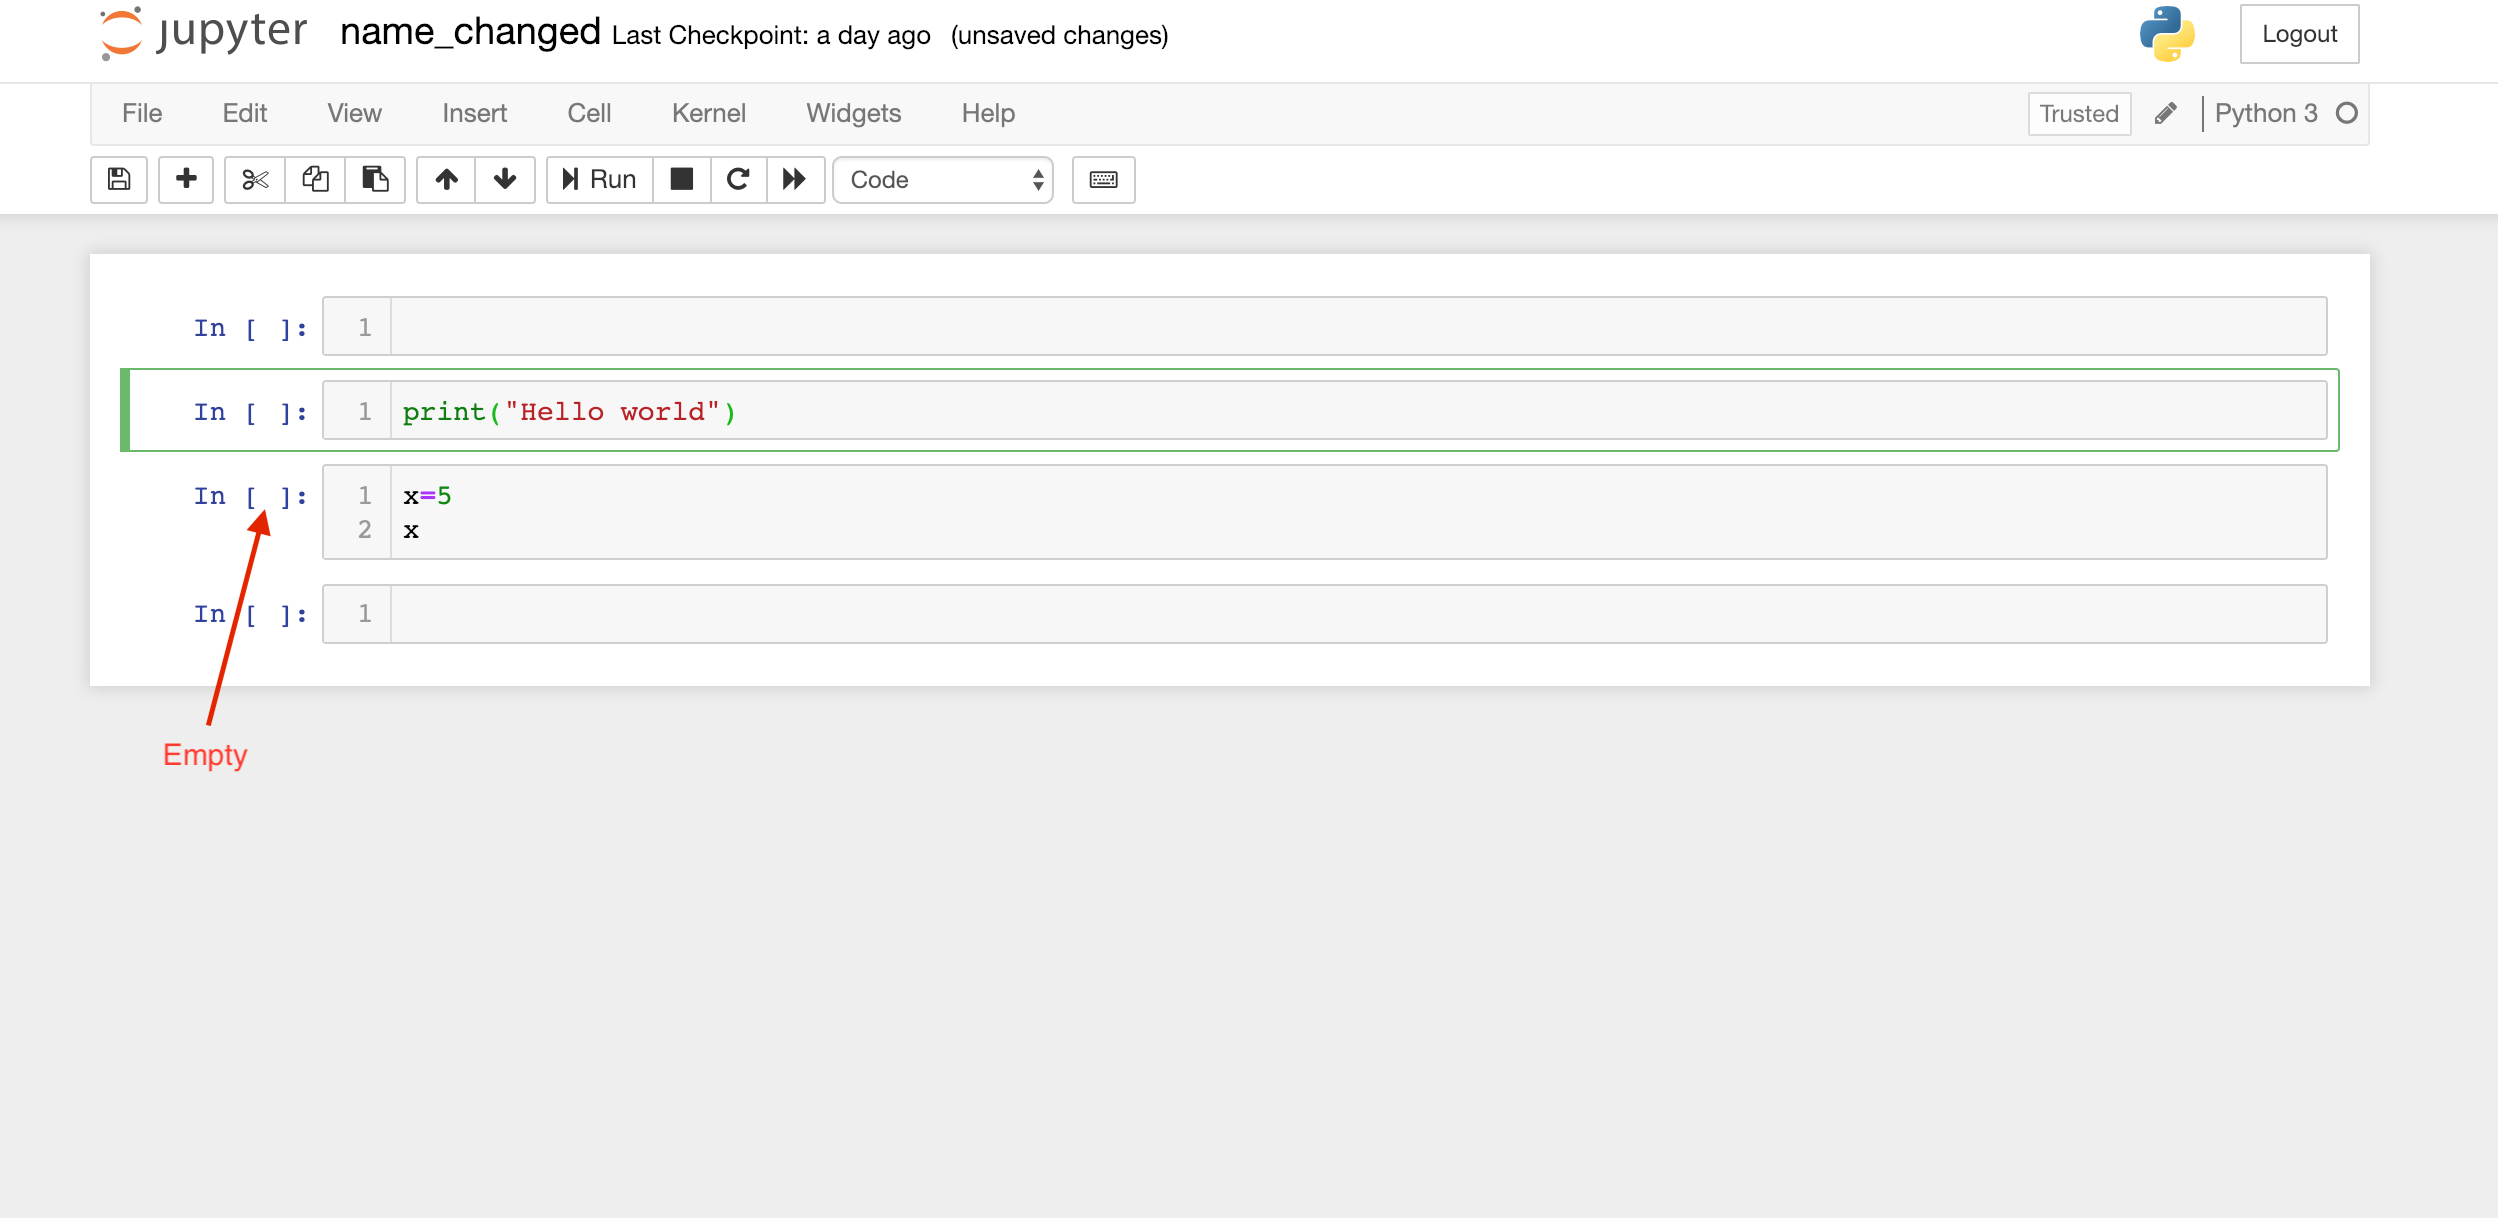 jupyter name_changed Last Checkpoint: a day ago (unsaved changes) Logout
File Edit View Insert Cell Kernel Widgets Help Trusted Python 3
Run Code
In [ ]: 1
In [ ]: 1 print("Hello world")
In [ ]: 1 x=5
2 x
In [ ]: 1
Empty